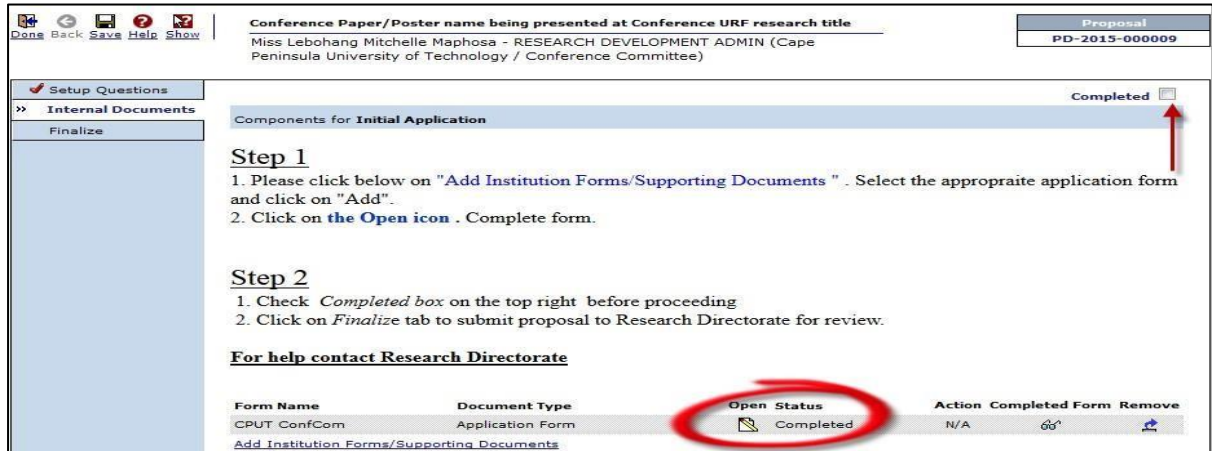 Done Back Save Help Show
Conference Paper/Poster name being presented at Conference URF research title
Miss Lebohang Mitchelle Maphosa - RESEARCH DEVELOPMENT ADMIN (Cape
Peninsula University of Technology / Conference Committee)
Proposal
PD-2015-000009
Setup Questions
» Internal Documents
Finalize
Completed
Components for Initial Application
Step 1
1. Please click below on "Add Institution Forms/Supporting Documents " . Select the appropraite application form
and click on "Add".
2. Click on the Open icon . Complete form.
Step 2
1. Check Completed box on the top right before proceeding
2. Click on Finalize tab to submit proposal to Research Directorate for review.
For help contact Research Directorate
Form Name Document Type Open Status Action Completed Form Remove
CPUT ConfCom Application Form Completed N/A
Add Institution Forms/Supporting Documents